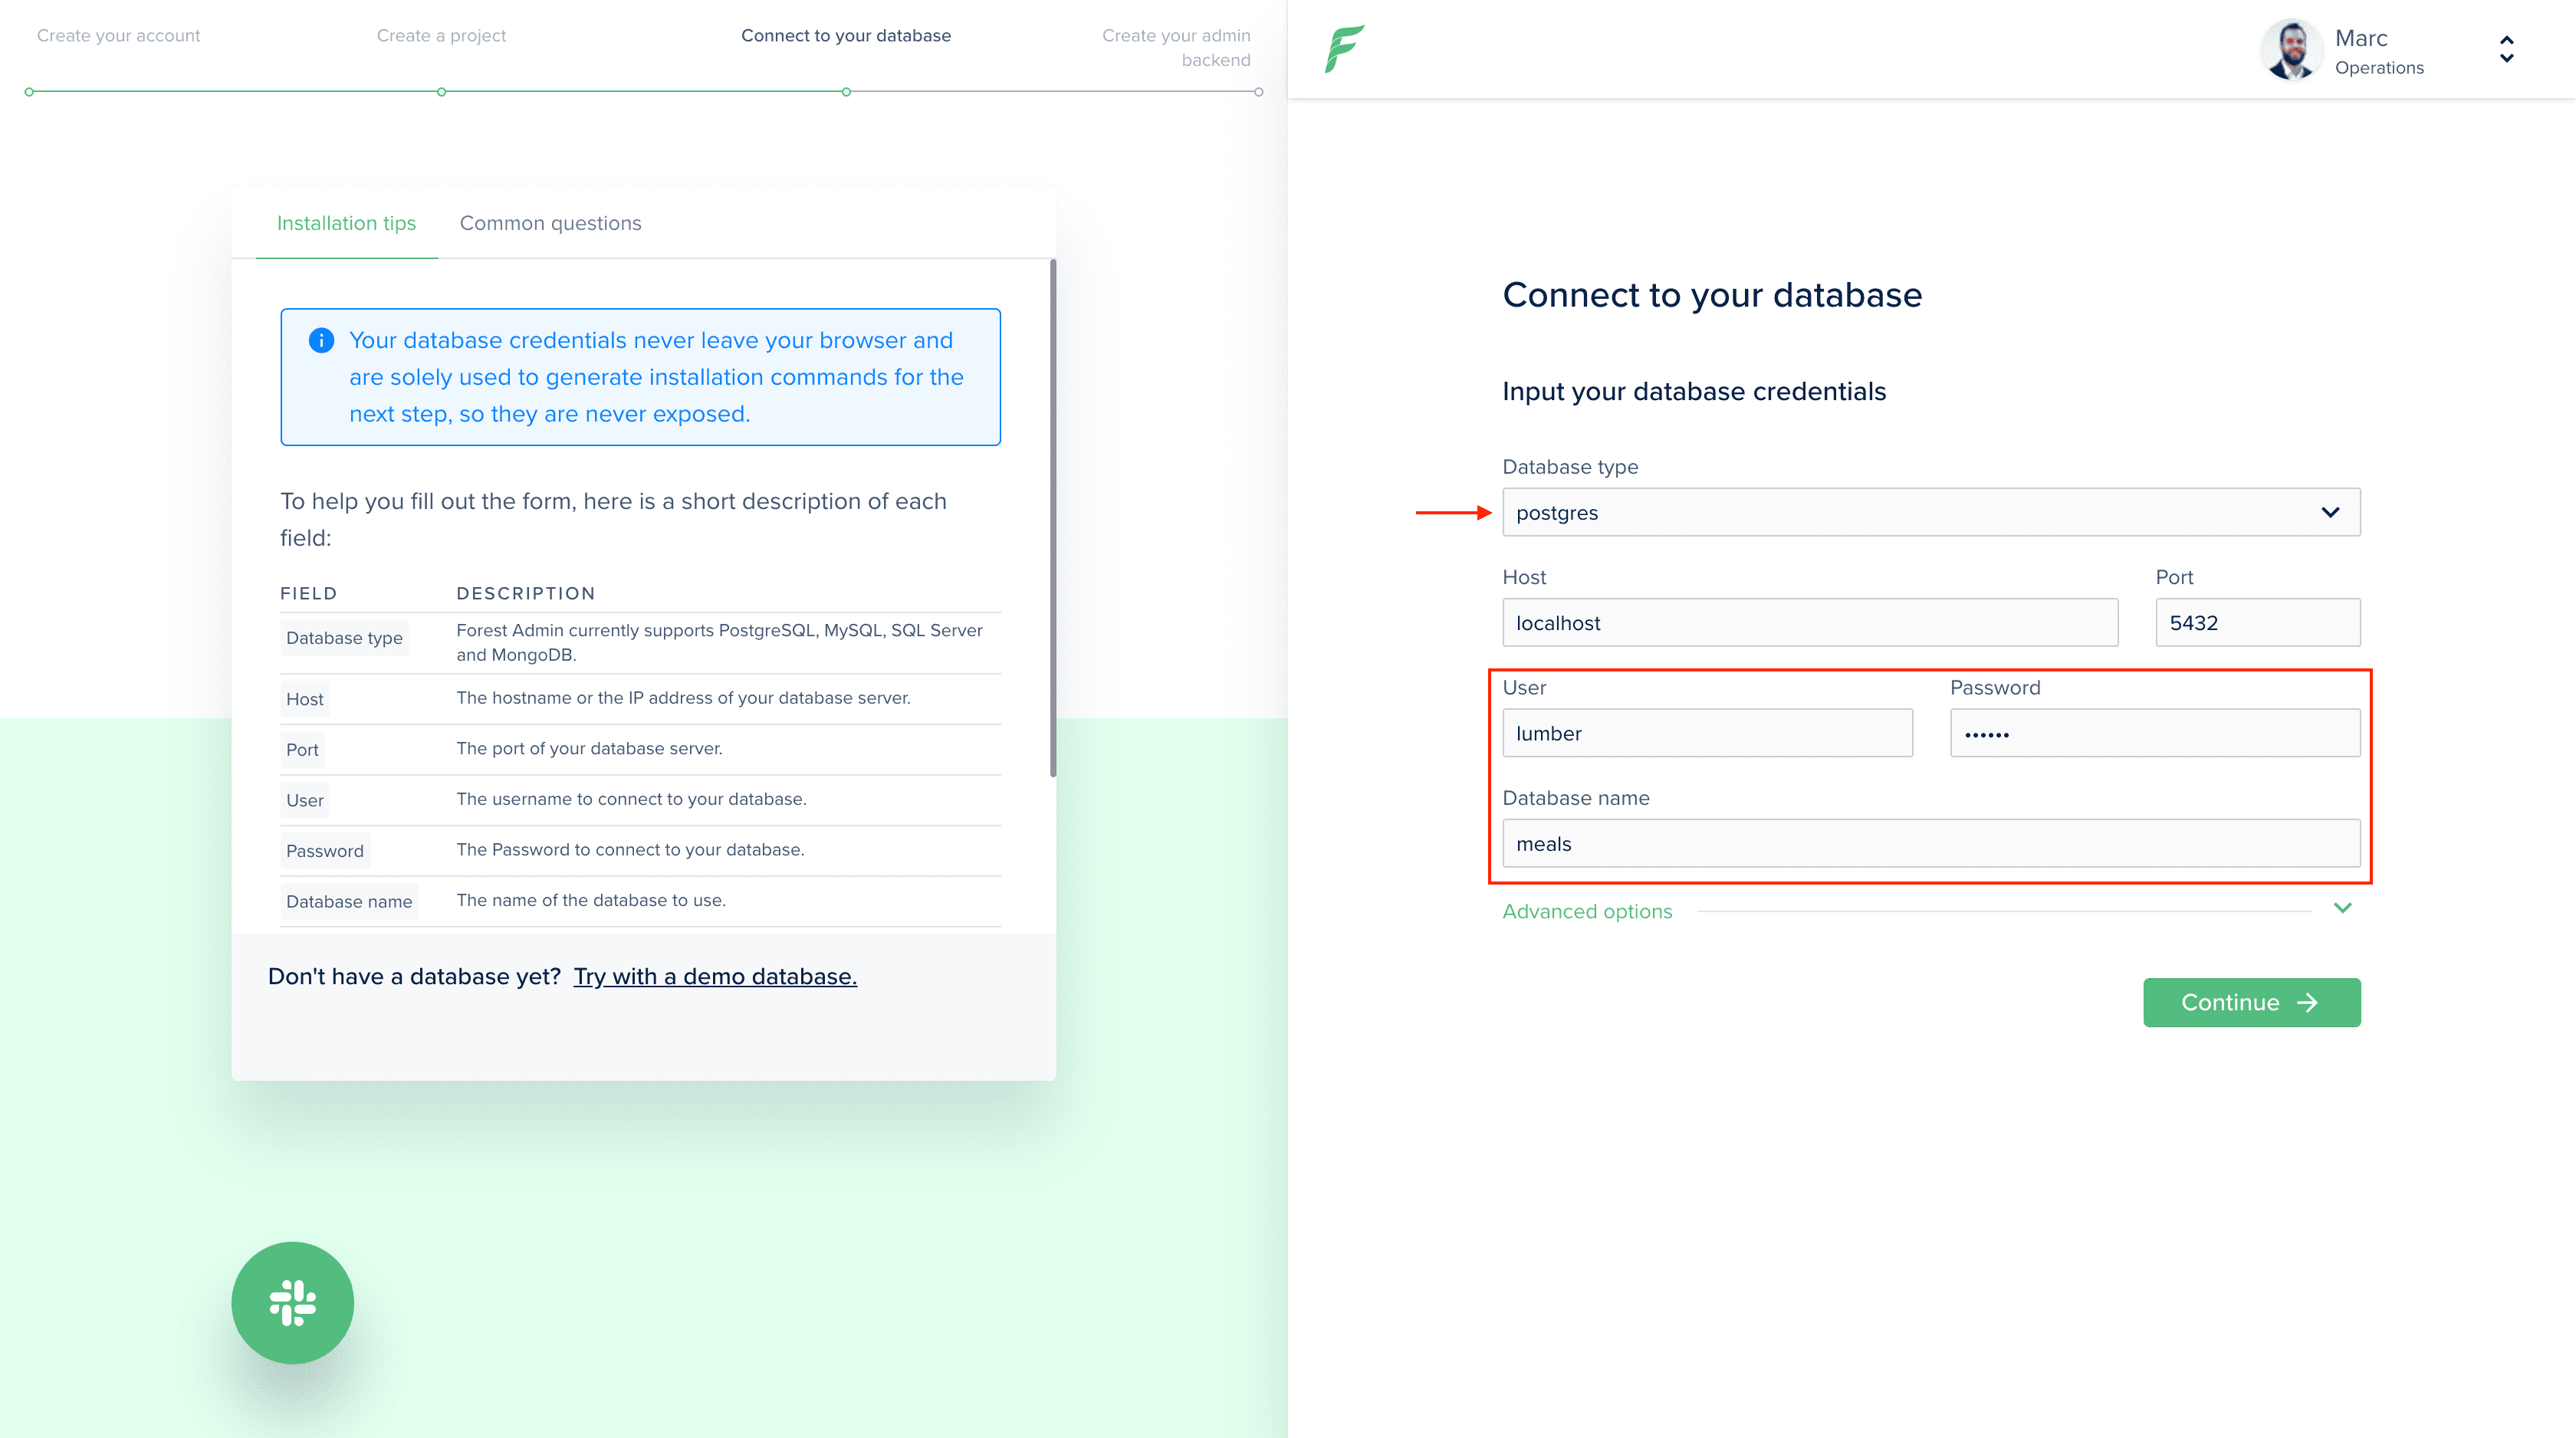 Create your account
Create a project
Connect to your database
Create your admin
backend
Marc
Operations
Installation tips
Common questions
Your database credentials never leave your browser and
are solely used to generate installation commands for the
next step, so they are never exposed.
To help you fill out the form, here is a short description of each
field:
FIELD DESCRIPTION
Database type
Forest Admin currently supports PostgreSQL, MySQL, SQL Server
and MongoDB.
Host The hostname or the IP address of your database server.
Port The port of your database server.
User The username to connect to your database.
Password The Password to connect to your database.
Database name The name of the database to use.
Don't have a database yet? Try with a demo database.
Connect to your database
Input your database credentials
Database type
postgres
Host Port
localhost 5432
User Password
lumber ••••••
Database name
meals
Advanced options
Continue